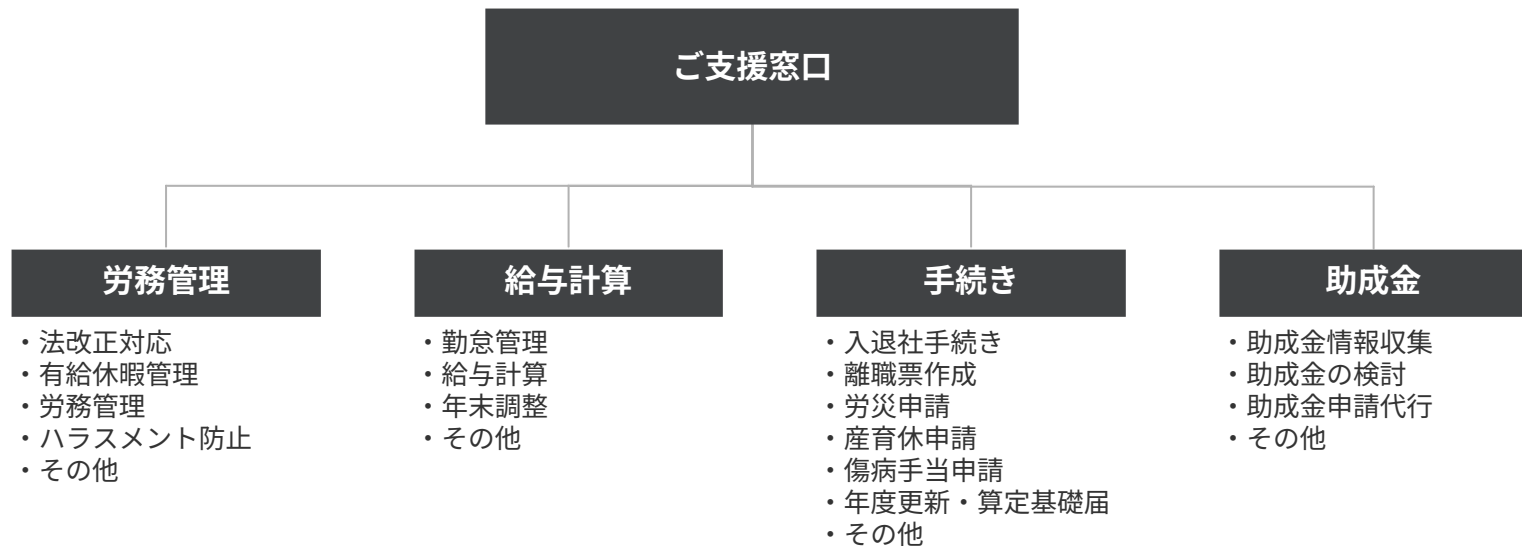 ご支援窓口
労務管理
・法改正対応
・有給休暇管理
・労務管理
・ハラスメント防止
・その他
給与計算
・勤怠管理
・給与計算
・年末調整
・その他
手続き
・入退社手続き
・離職票作成
・労災申請
・産育休申請
・傷病手当申請
・年度更新・算定基礎届
・その他
助成金
・助成金情報収集
・助成金の検討
・助成金申請代行
・その他